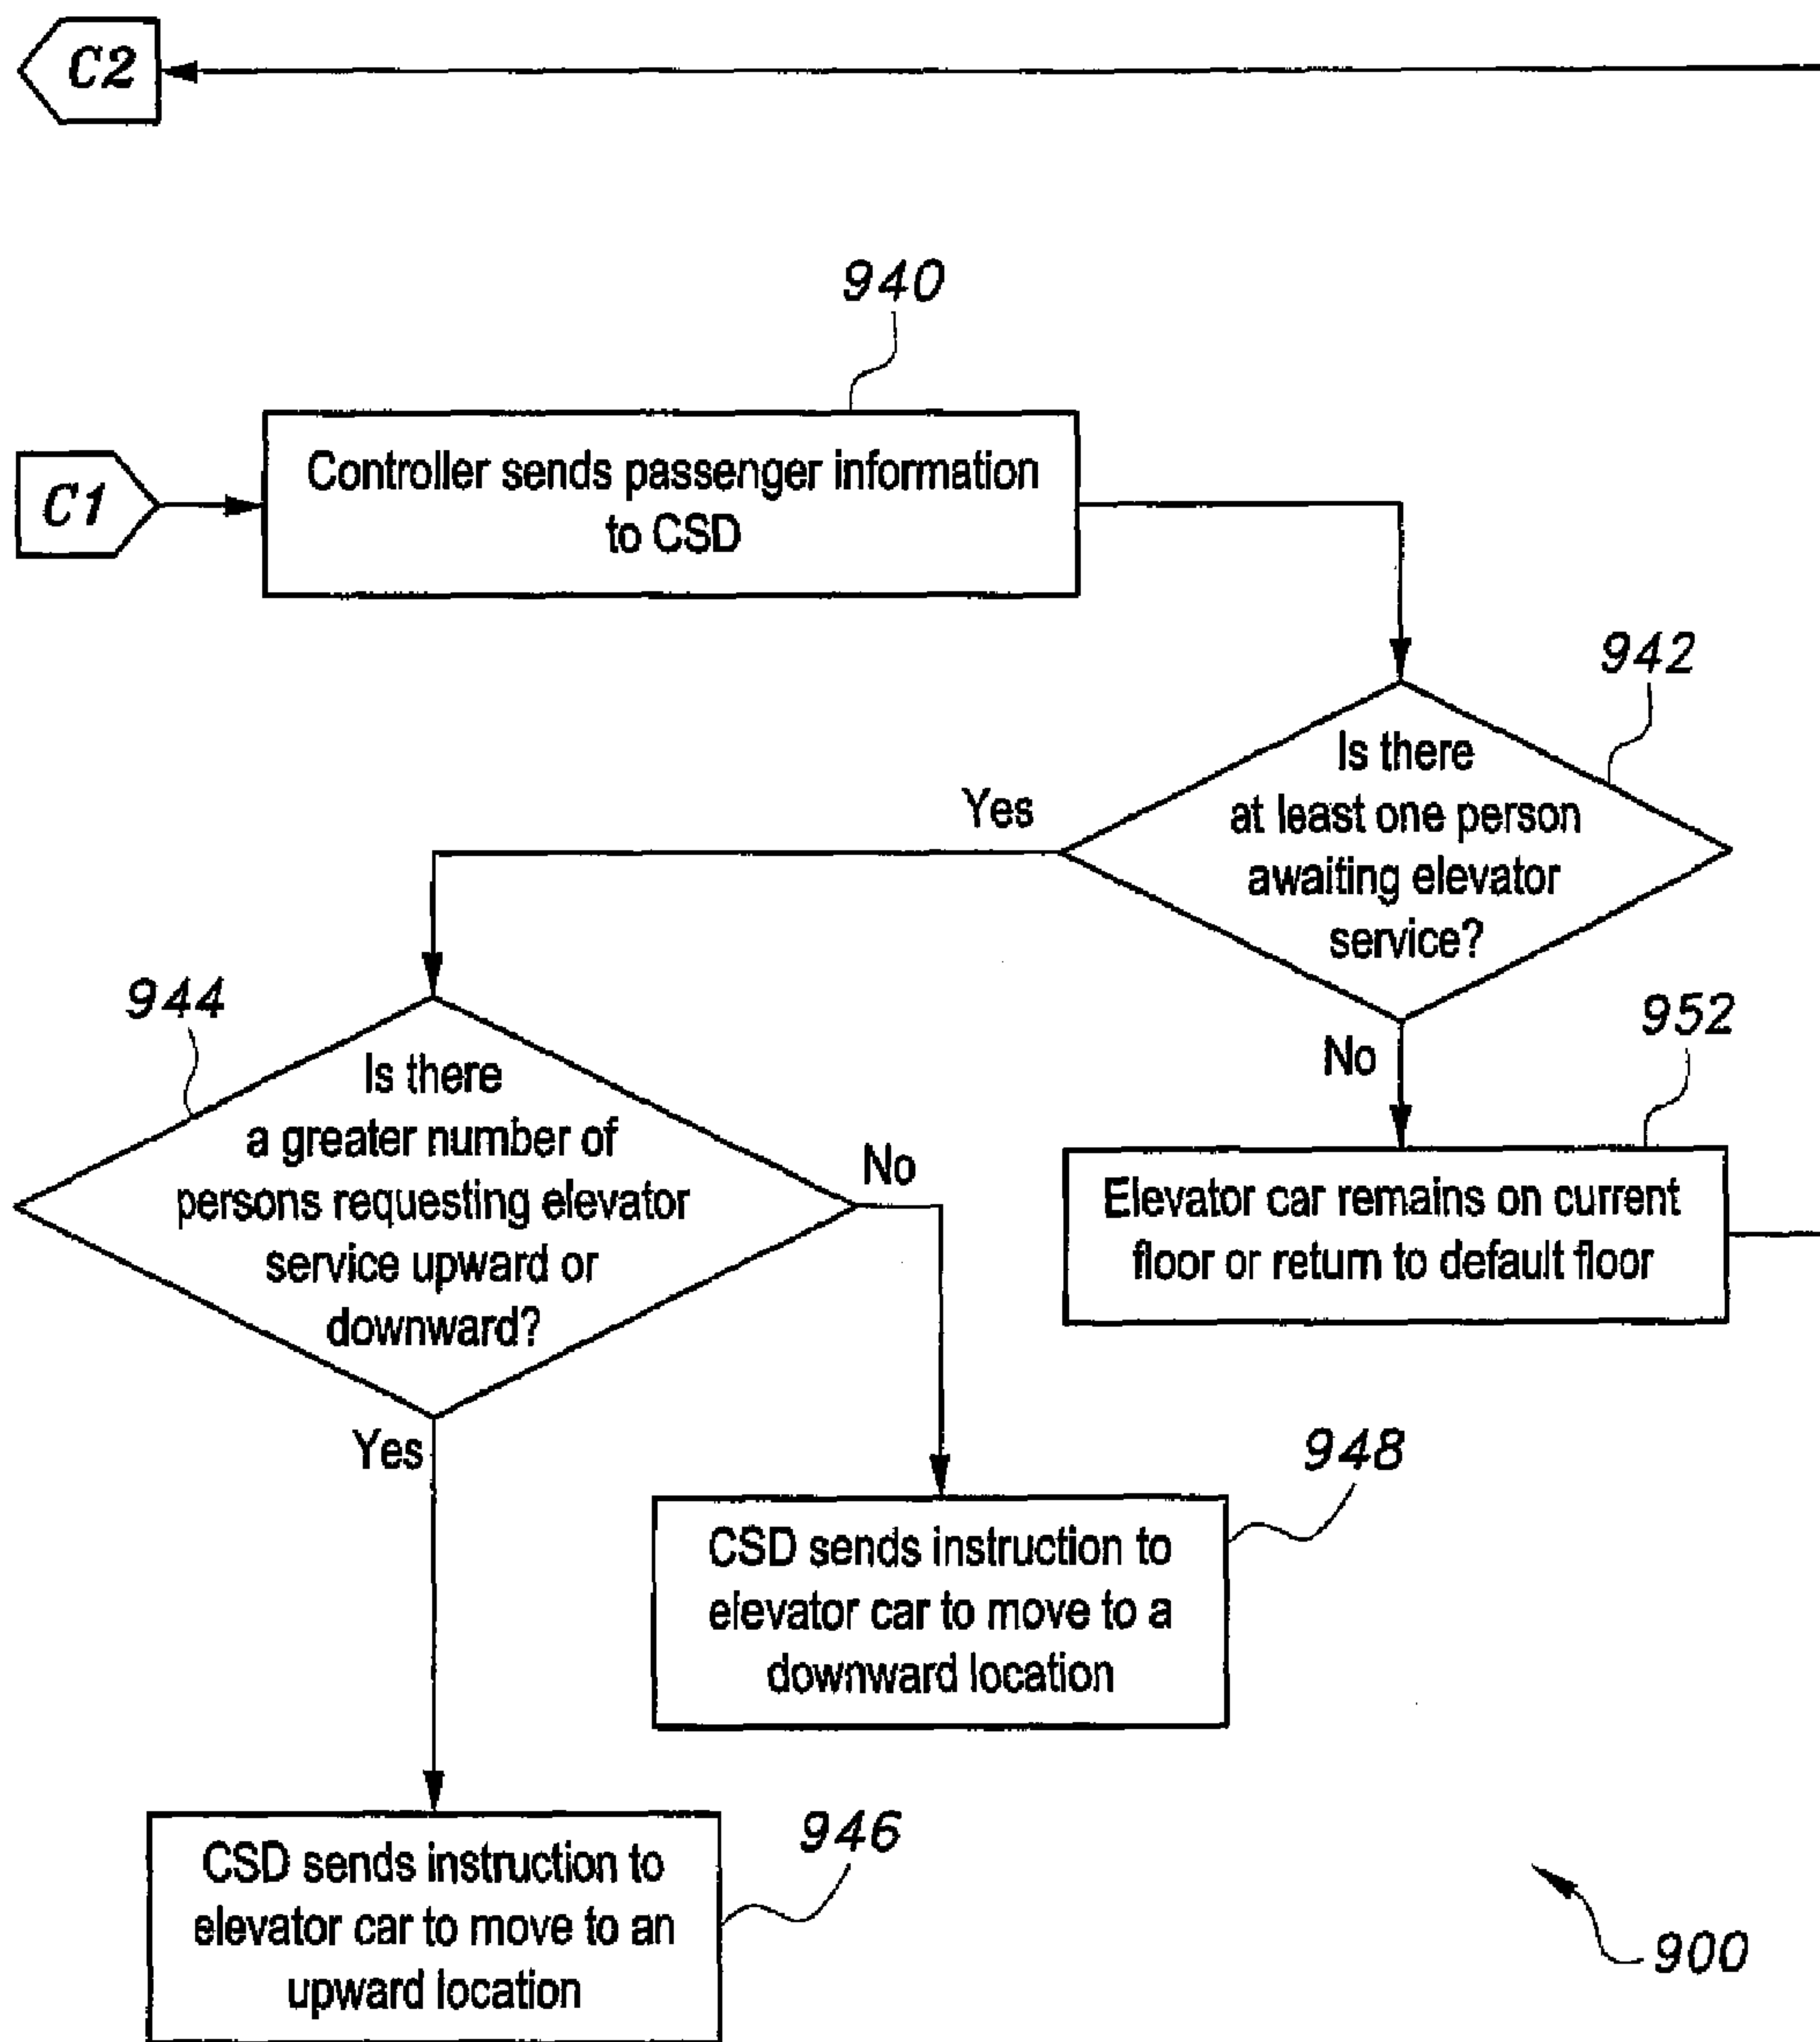 C2
940
C1
Controller sends passenger information
to CSD
942
Is there
at least one person
awaiting elevator
service?
Yes
No
944
Is there
a greater number of
persons requesting elevator
service upward or
downward?
No
Yes
952
Elevator car remains on current
floor or return to default floor
948
CSD sends instruction to
elevator car to move to a
downward location
946
CSD sends instruction to
elevator car to move to an
upward location
900